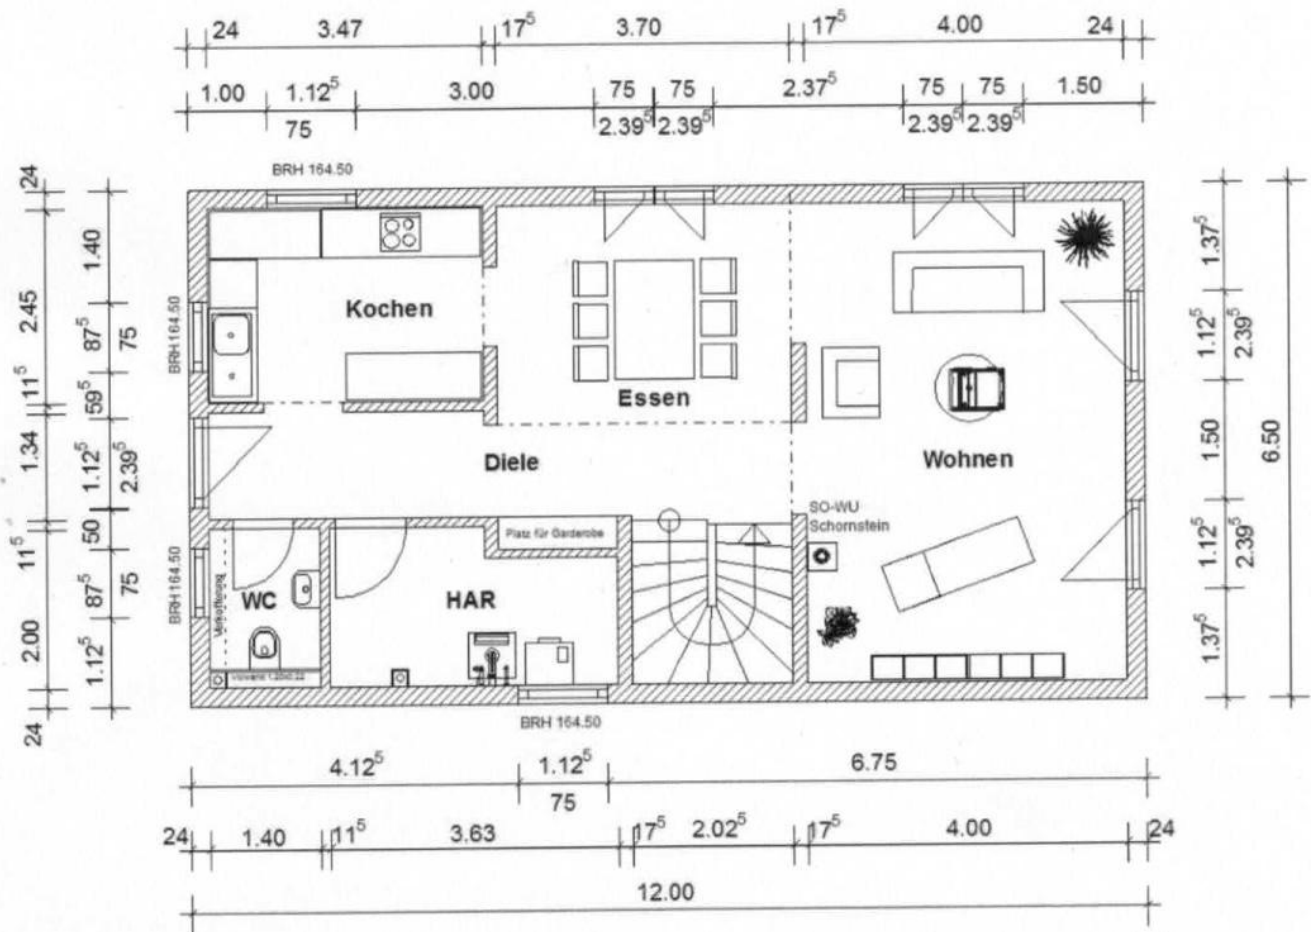 24 3.47 17⁵ 3.70 17⁵ 4.00 24
1.00 1.12⁵ 3.00 75 75 2.37⁵ 75 75 1.50
75 2.39⁵ 2.39⁵ 2.39⁵ 2.39⁵
BRH 164.50
24
2.45
11⁵
1.34
11⁵
2.00
24
1.40
87⁵
75
59⁵
1.12⁵
2.39⁵
50
87⁵
75
1.12⁵
BRH 164.50
BRH 164.50
Kochen
Essen
Diele
Wohnen
SO-WU
Schornstein
Platz für Garderobe
WC
HAR
Verkofferung
Vorwand 1.20x0.22
BRH 164.50
1.37⁵
1.12⁵
2.39⁵
1.50
1.12⁵
2.39⁵
1.37⁵
6.50
4.12⁵ 1.12⁵ 6.75
75
24 1.40 11⁵ 3.63 17⁵ 2.02⁵ 17⁵ 4.00 24
12.00